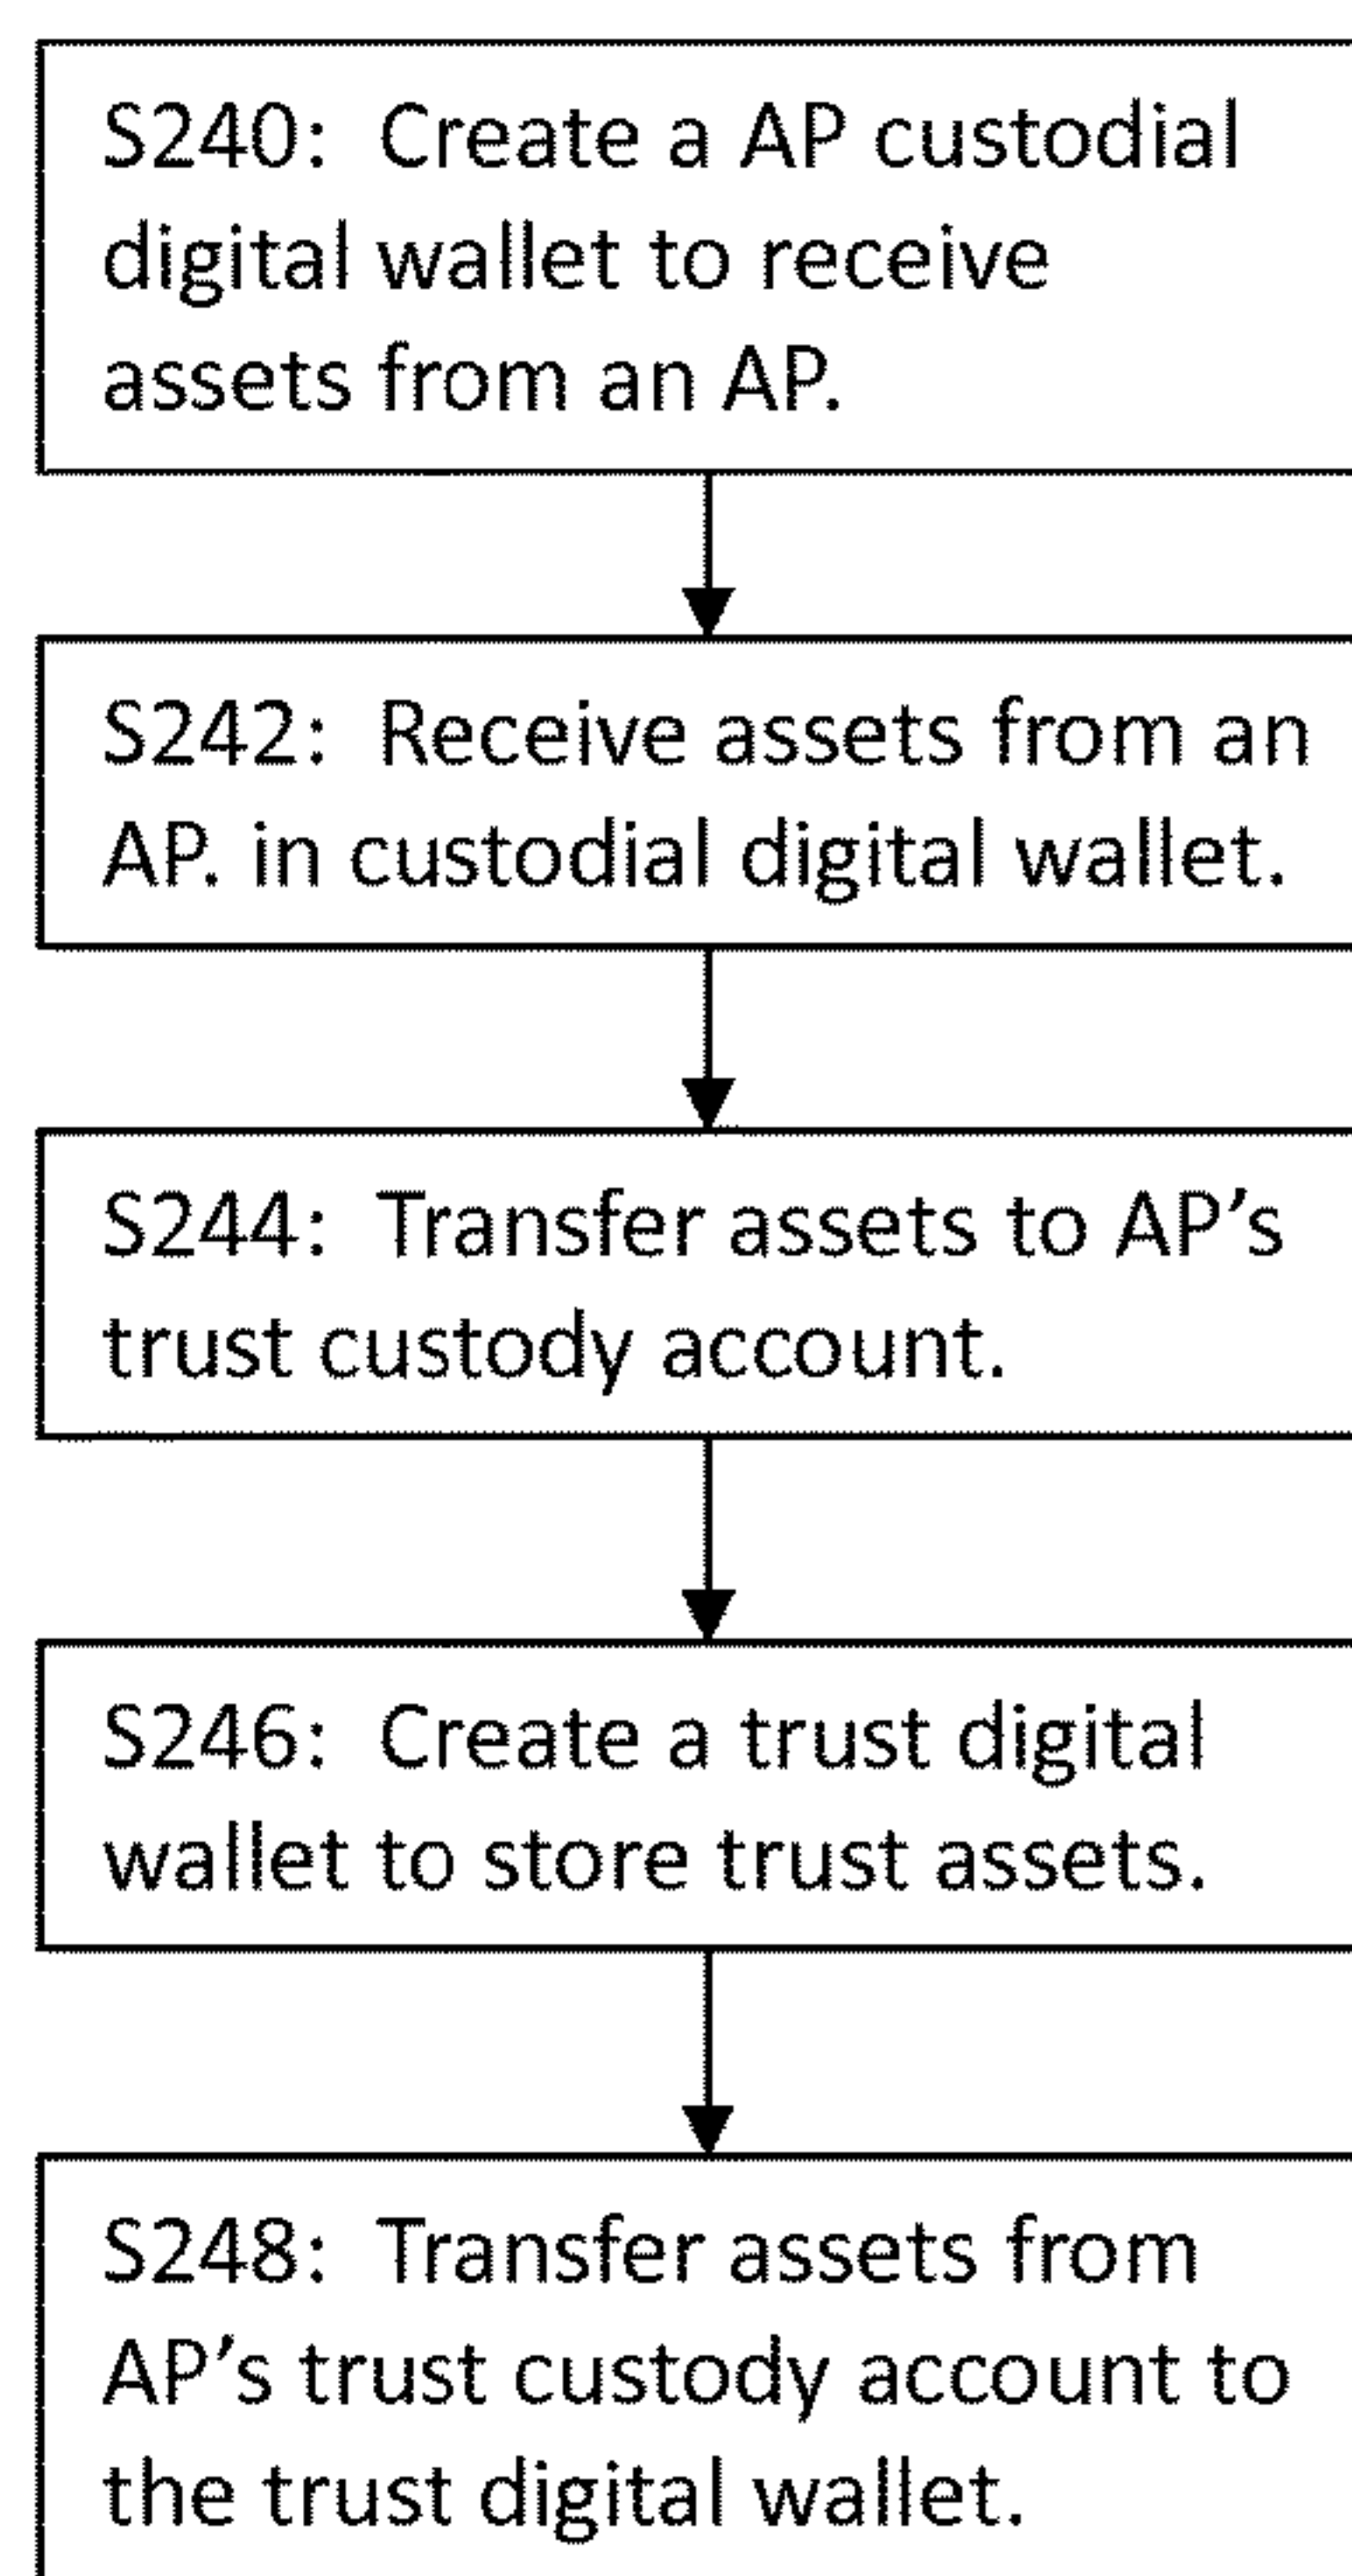 S240:  Create a AP custodial
digital wallet to receive
assets from an AP.
S242:  Receive assets from an
AP. in custodial digital wallet.
S244:  Transfer assets to AP’s
trust custody account.
S246:  Create a trust digital
wallet to store trust assets.
S248:  Transfer assets from
AP’s trust custody account to
the trust digital wallet.